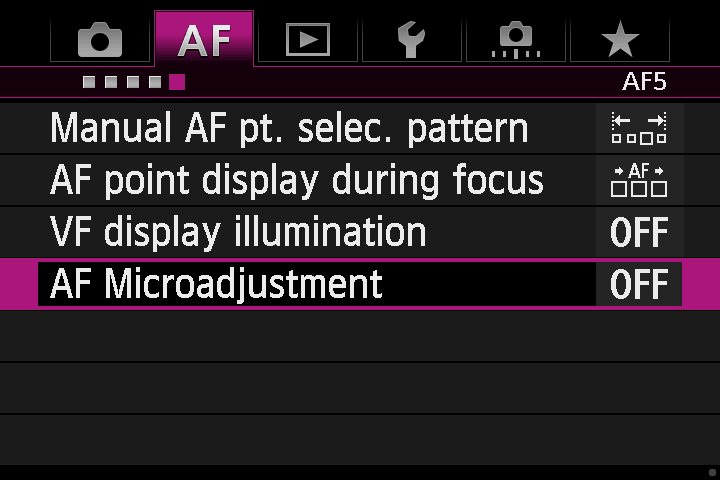 AF
AF5
Manual AF pt. selec. pattern
AF point display during focus AF
VF display illumination OFF
AF Microadjustment OFF